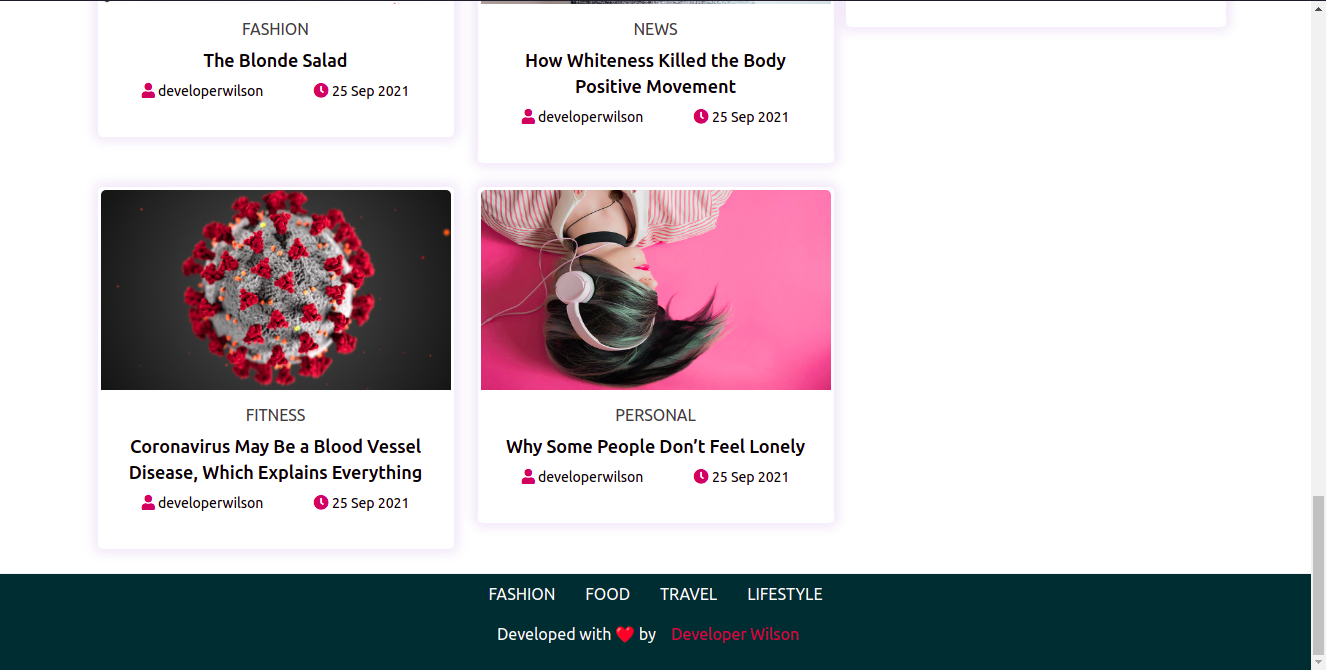 FASHION
The Blonde Salad
developerwilson 25 Sep 2021
NEWS
How Whiteness Killed the Body
Positive Movement
developerwilson 25 Sep 2021
FITNESS
Coronavirus May Be a Blood Vessel
Disease, Which Explains Everything
developerwilson 25 Sep 2021
PERSONAL
Why Some People Don’t Feel Lonely
developerwilson 25 Sep 2021
FASHION FOOD TRAVEL LIFESTYLE
Developed with ❤️ by Developer Wilson